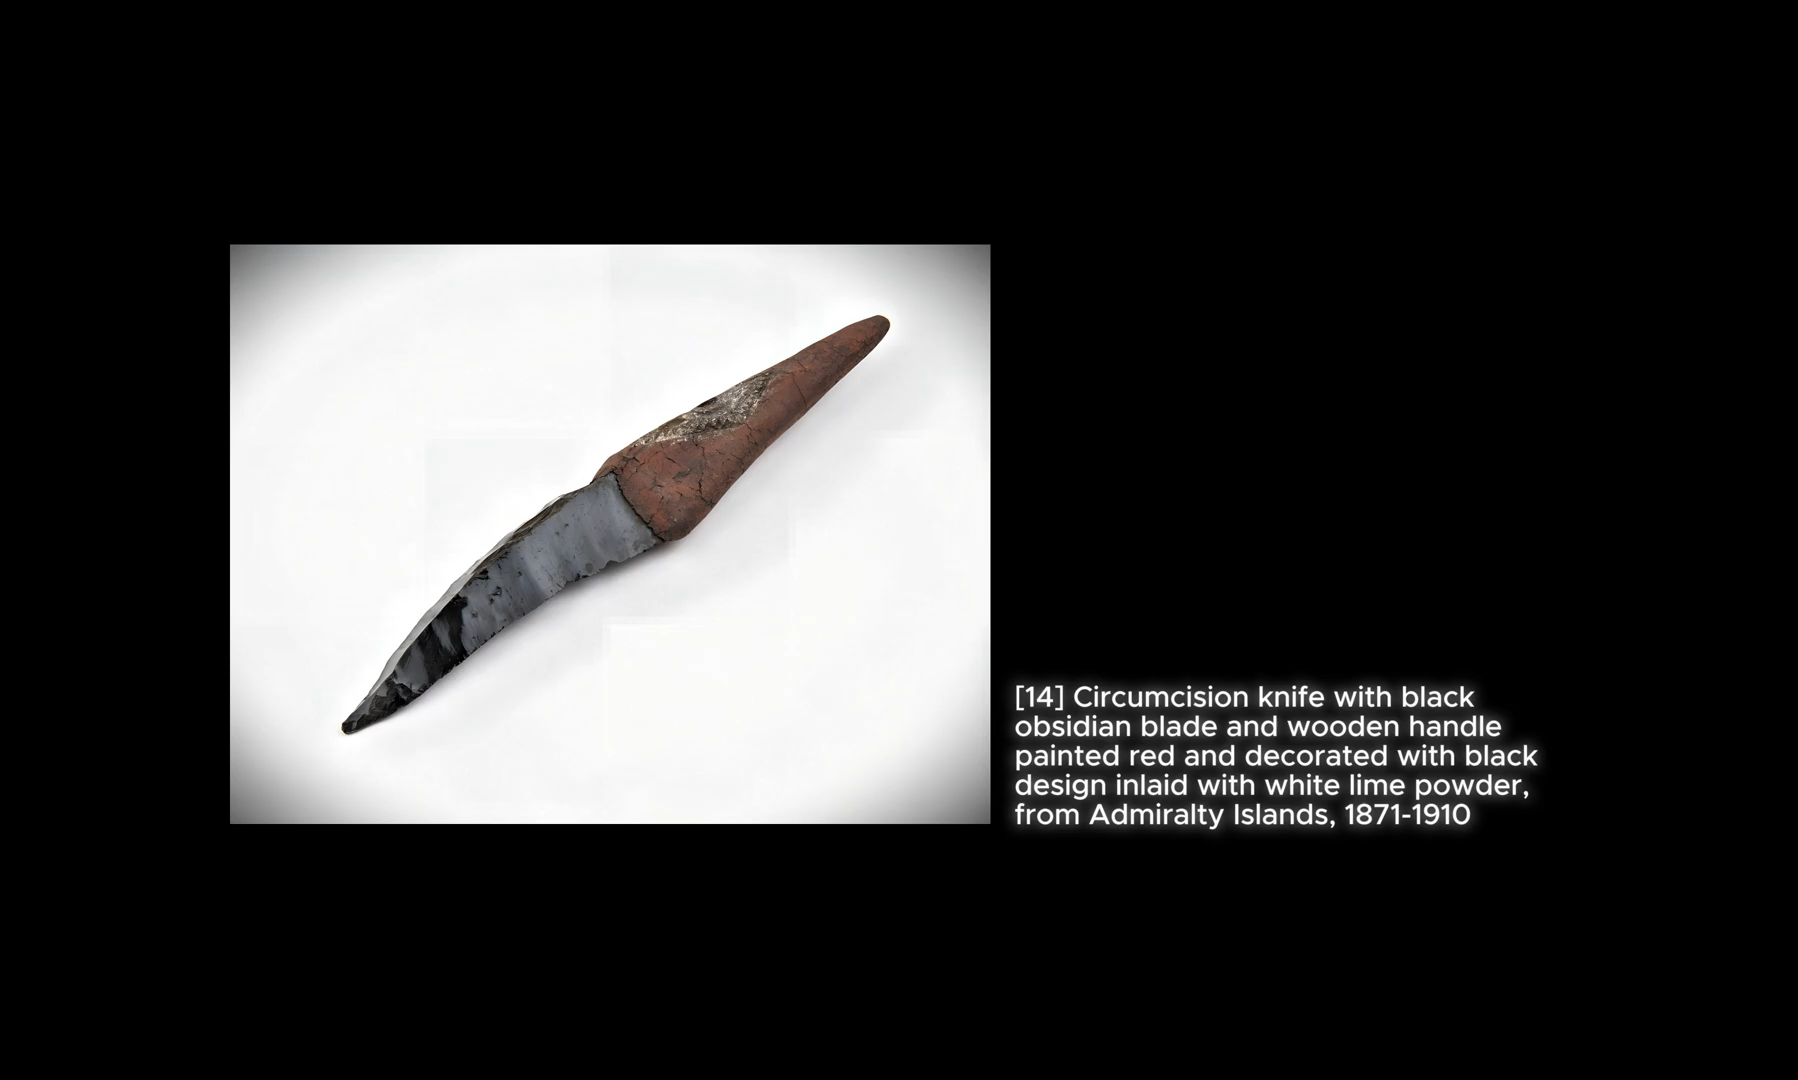 [14] Circumcision knife with black
obsidian blade and wooden handle
painted red and decorated with black
design inlaid with white lime powder,
from Admiralty Islands, 1871-1910